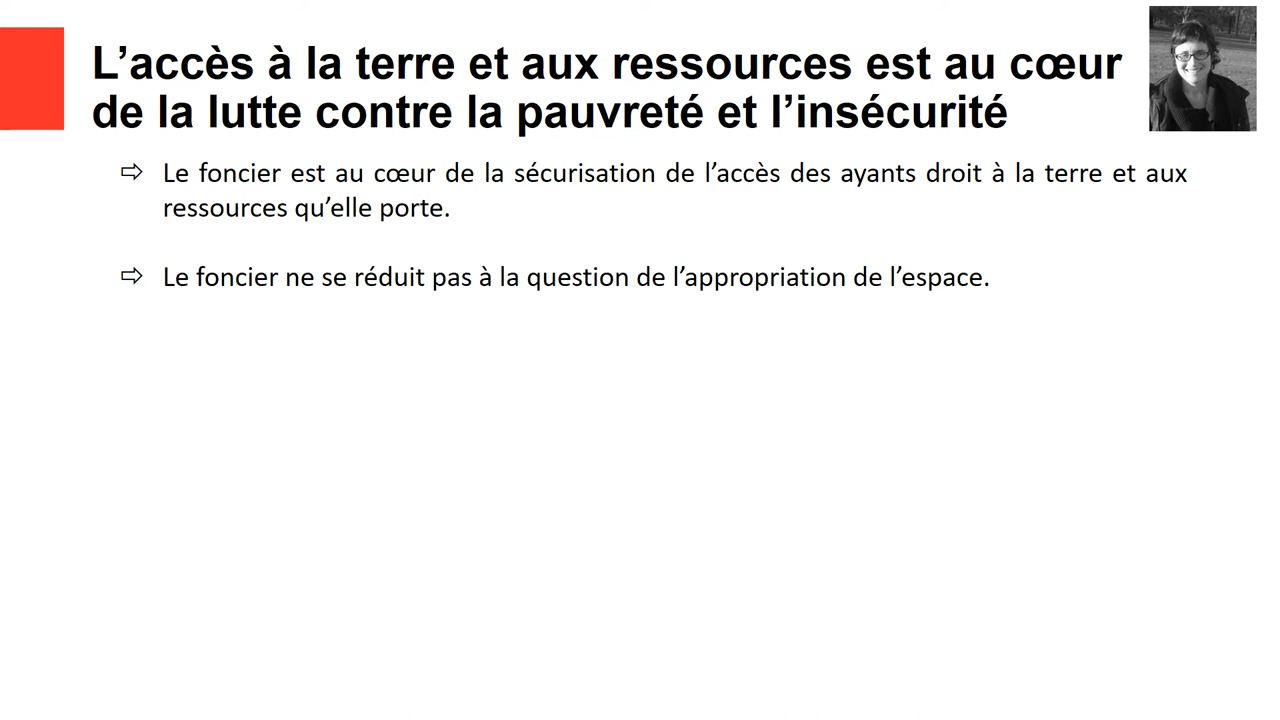 L’accès à la terre et aux ressources est au cœur
de la lutte contre la pauvreté et l’insécurité
⇨ Le foncier est au cœur de la sécurisation de l’accès des ayants droit à la terre et aux
ressources qu’elle porte.
⇨ Le foncier ne se réduit pas à la question de l’appropriation de l’espace.